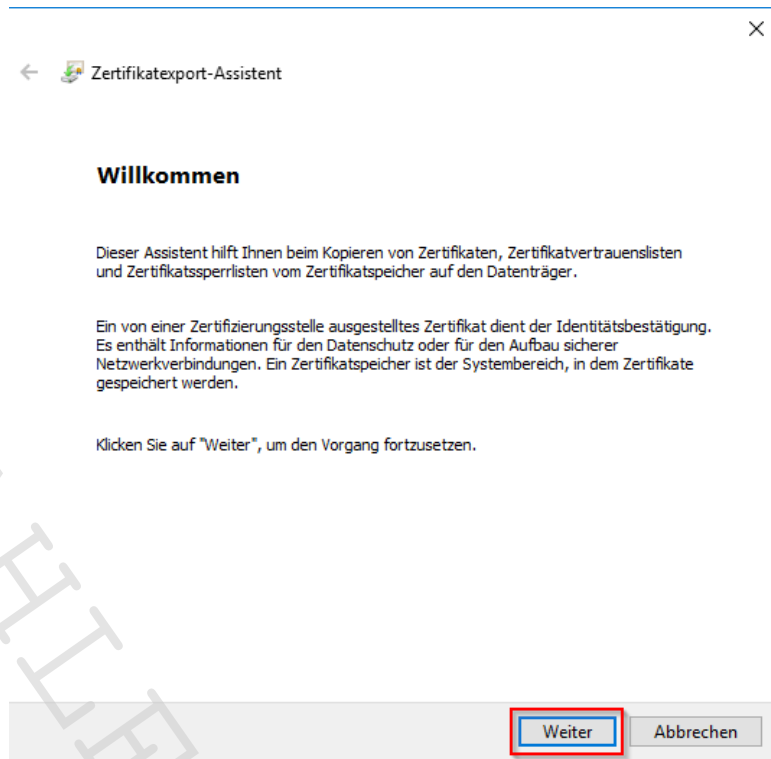 Zertifikatexport-Assistent
Willkommen
Dieser Assistent hilft Ihnen beim Kopieren von Zertifikaten, Zertifikatvertrauenslisten
und Zertifikatssperrlisten vom Zertifikatspeicher auf den Datenträger.
Ein von einer Zertifizierungsstelle ausgestelltes Zertifikat dient der Identitätsbestätigung.
Es enthält Informationen für den Datenschutz oder für den Aufbau sicherer
Netzwerkverbindungen. Ein Zertifikatspeicher ist der Systembereich, in dem Zertifikate
gespeichert werden.
Klicken Sie auf "Weiter", um den Vorgang fortzusetzen.
Weiter
Abbrechen